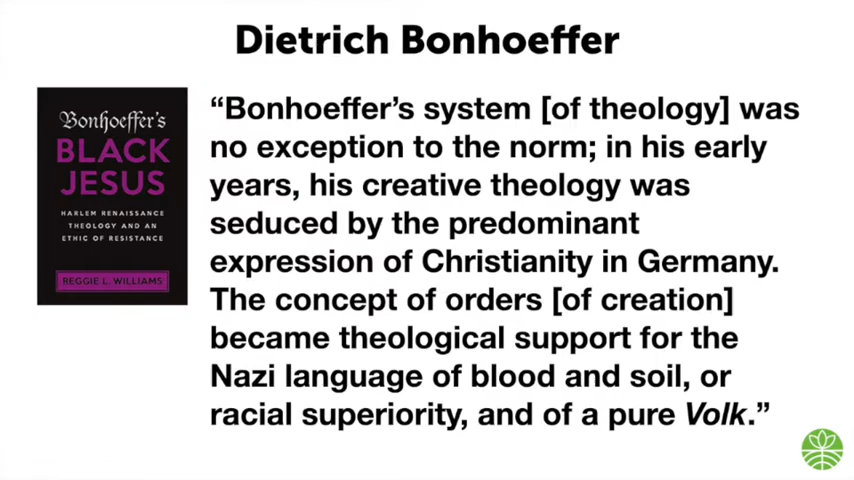 Dietrich Bonhoeffer
Bonhoeffer's
BLACK
JESUS
HARLEM RENAISSANCE
THEOLOGY AND AN
ETHIC OF RESISTANCE
REGGIE L. WILLIAMS
“Bonhoeffer’s system [of theology] was
no exception to the norm; in his early
years, his creative theology was
seduced by the predominant
expression of Christianity in Germany.
The concept of orders [of creation]
became theological support for the
Nazi language of blood and soil, or
racial superiority, and of a pure Volk.”